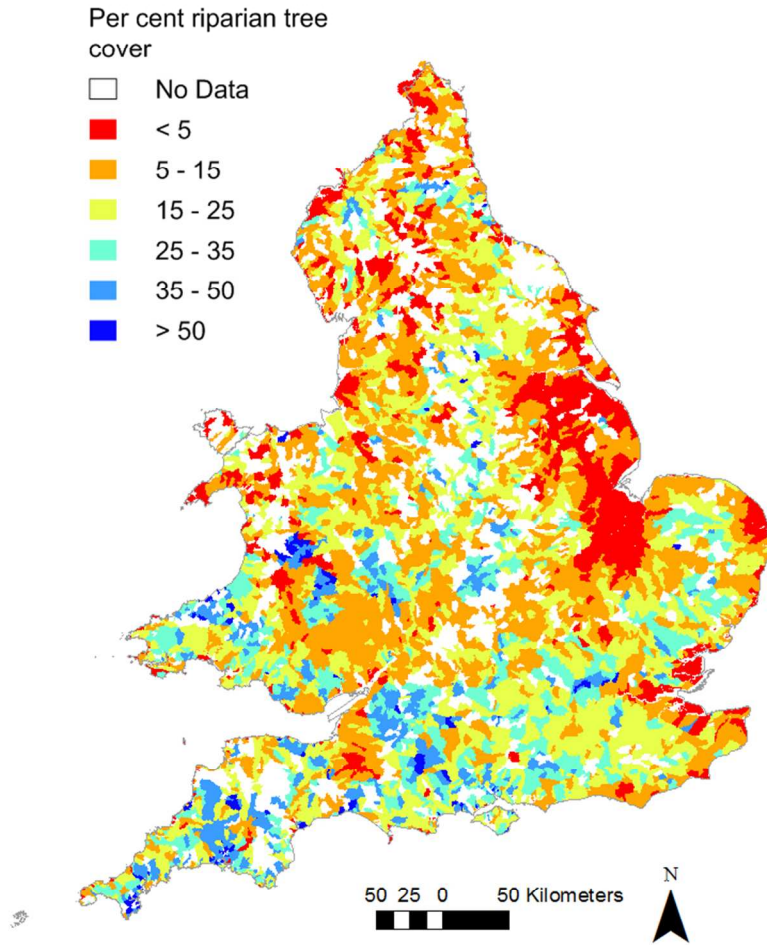 Per cent riparian tree
cover
No Data
< 5
5 - 15
15 - 25
25 - 35
35 - 50
> 50
N
50 25 0 50 Kilometers